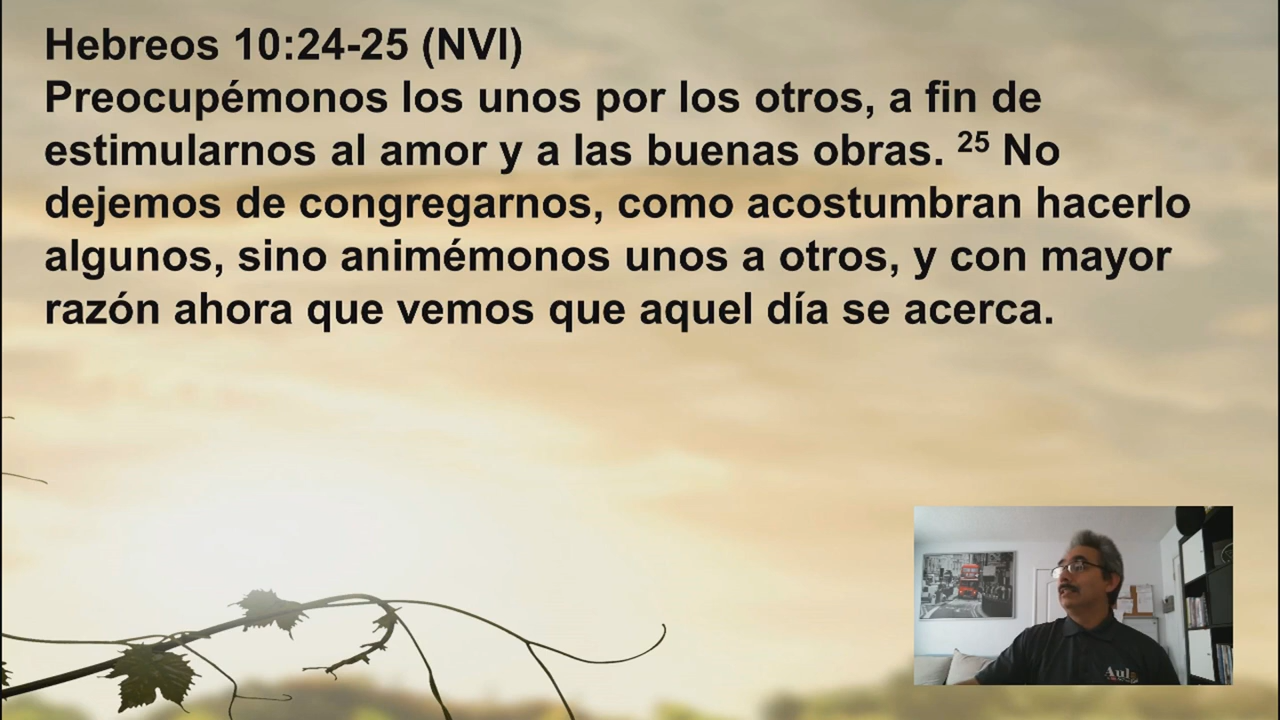 Hebreos 10:24-25 (NVI)
Preocupémonos los unos por los otros, a fin de
estimularnos al amor y a las buenas obras. ²⁵ No
dejemos de congregarnos, como acostumbran hacerlo
algunos, sino animémonos unos a otros, y con mayor
razón ahora que vemos que aquel día se acerca.